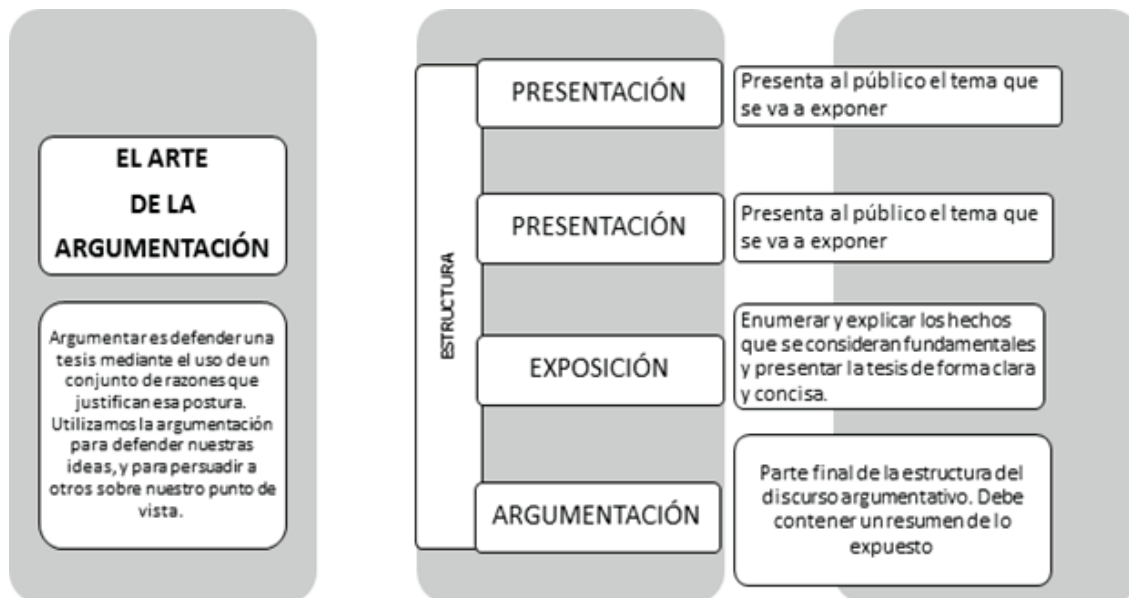 EL ARTE
DE LA
ARGUMENTACIÓN
Argumentar es defender una
tesis mediante el uso de un
conjunto de razones que
justifican esa postura.
Utilizamos la argumentación
para defender nuestras
ideas, y para persuadir a
otros sobre nuestro punto de
vista.
ESTRUCTURA
PRESENTACIÓN
Presenta al público el tema que
se va a exponer
PRESENTACIÓN
Presenta al público el tema que
se va a exponer
EXPOSICIÓN
Enumerar y explicar los hechos
que se consideran fundamentales
y presentar la tesis de forma clara
y concisa.
ARGUMENTACIÓN
Parte final de la estructura del
discurso argumentativo. Debe
contener un resumen de lo
expuesto